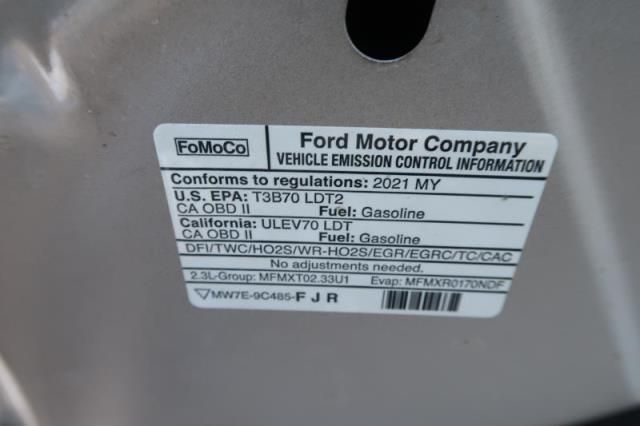 FoMoCo
Ford Motor Company
VEHICLE EMISSION CONTROL INFORMATION
Conforms to regulations: 2021 MY
U.S. EPA: T3B70 LDT2
CA OBD II Fuel: Gasoline
California: ULEV70 LDT
CA OBD II Fuel: Gasoline
DFI/TWC/HO2S/WR-HO2S/EGR/EGRC/TC/CAC
No adjustments needed.
2.3L-Group: MFMXT02.33U1 Evap: MFMXR0170NDF
MW7E-9C485-F J R